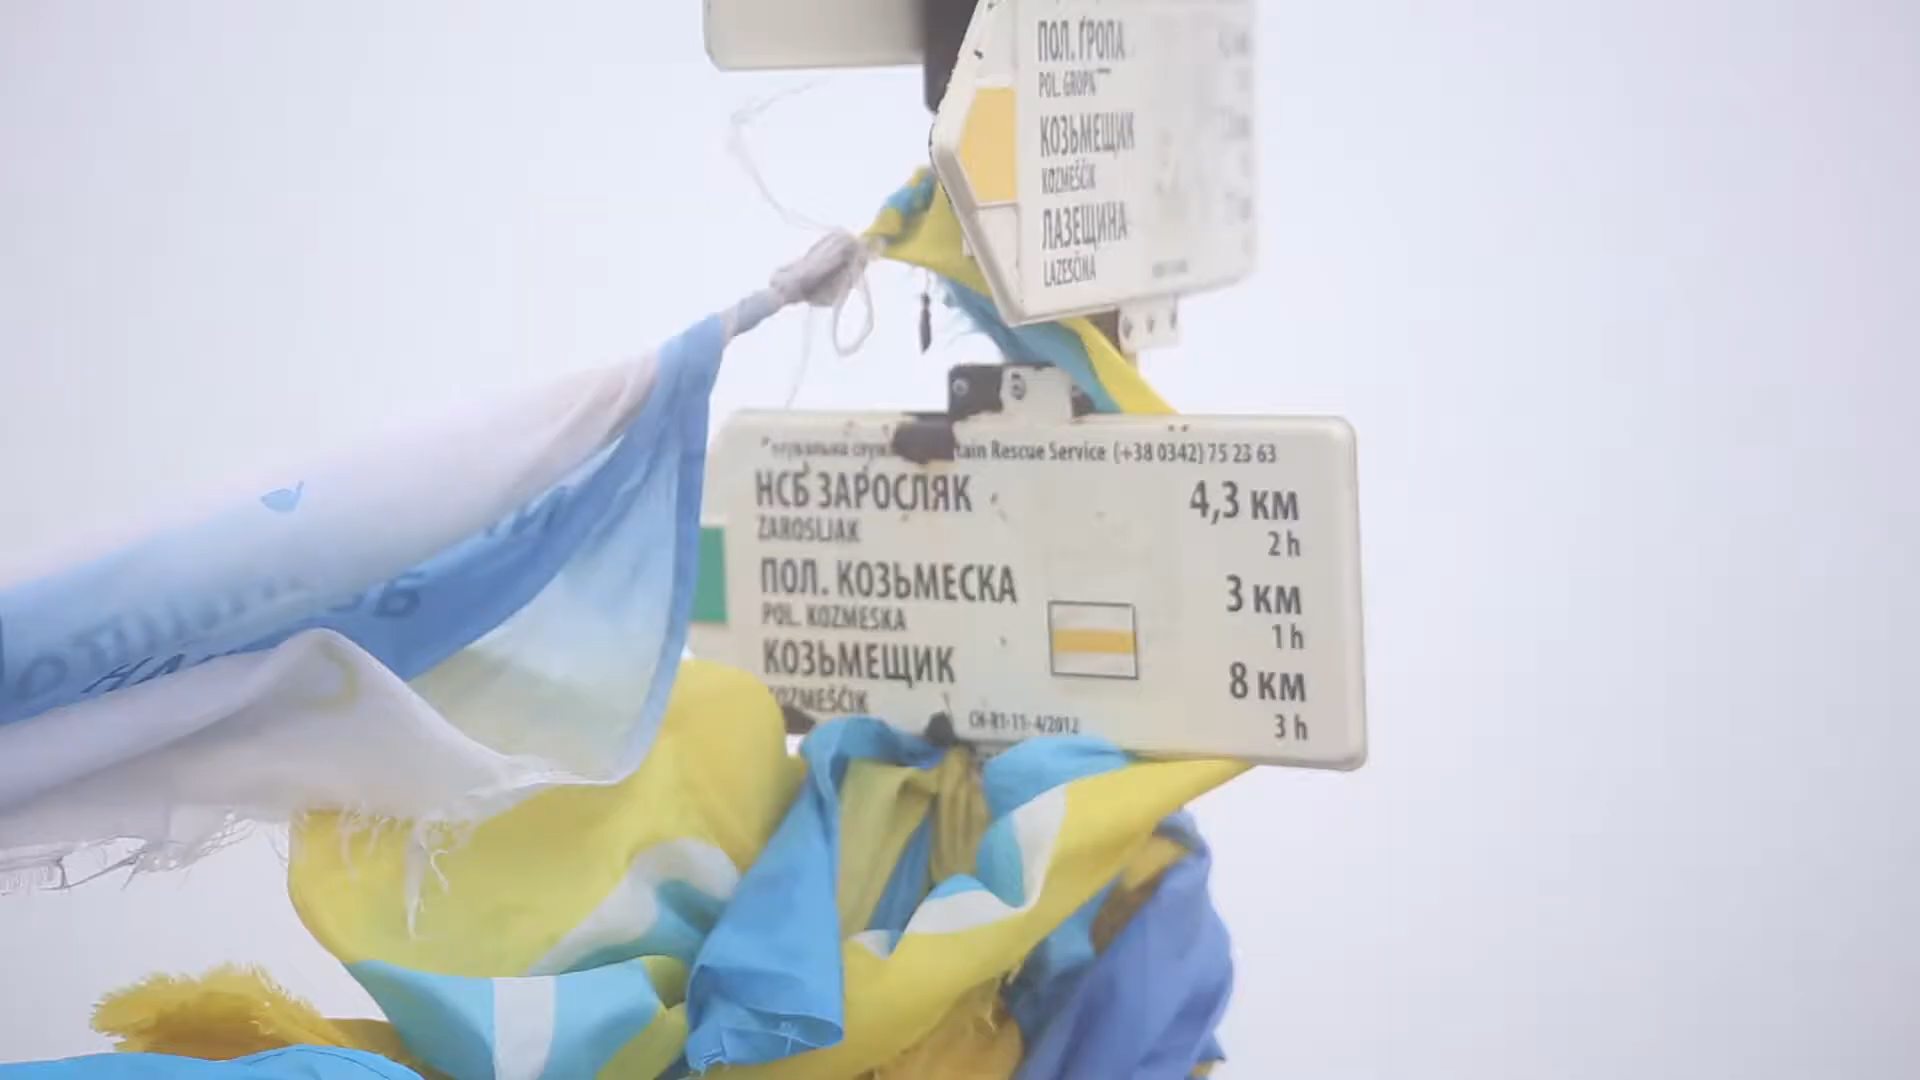 ПОЛ. ҐРОПА
POL. GROPA
КОЗЬМЕЩИК
KOZMEŠČIK
ЛАЗЕЩИНА
LAZESČINA
Rescue Service (+38 0342) 75 23 63
НСБ ЗАРОСЛЯК 4,3 км
ZAROSLJAK 2 h
ПОЛ. КОЗЬМЕСКА 3 км
POL. KOZMESKA 1 h
КОЗЬМЕЩИК 8 км
KOZMEŠČIK 3 h
CH-R1-11-4/2012